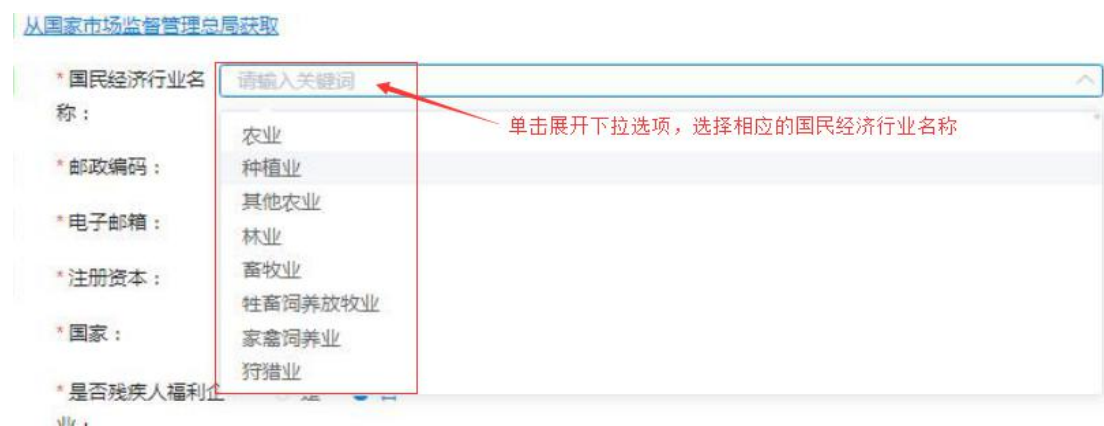 从国家市场监督管理总局获取
*国民经济行业名 请输入关键词
称：
单击展开下拉选项，选择相应的国民经济行业名称
农业
*邮政编码： 种植业
其他农业
*电子邮箱：
林业
*注册资本： 畜牧业
牲畜饲养放牧业
*国家： 家畜饲养业
狩猎业
*是否残疾人福利企
业：